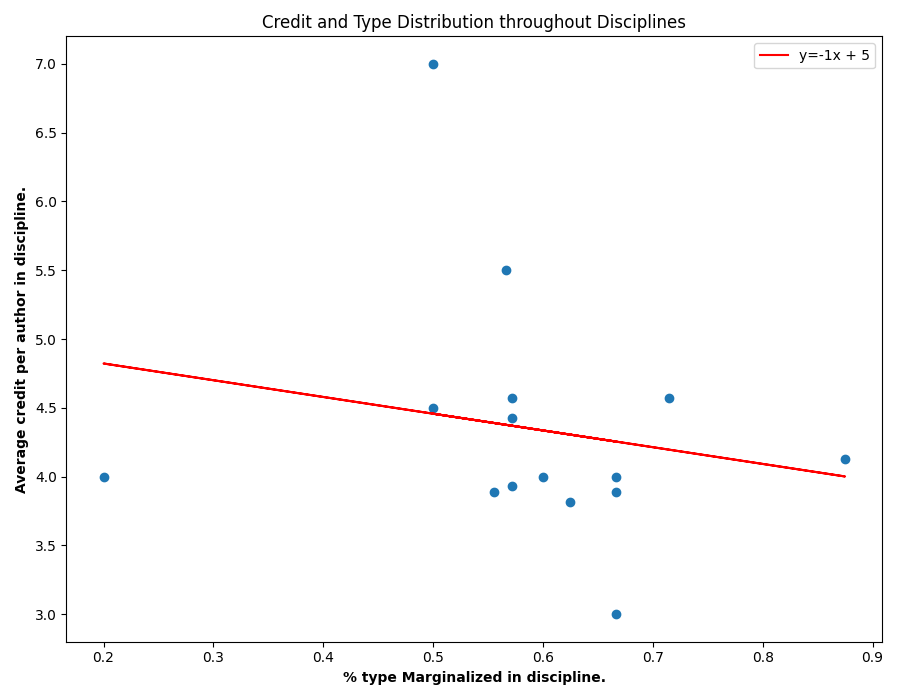 Credit and Type Distribution throughout Disciplines
y=-1x + 5
Average credit per author in discipline.
7.0
6.5
6.0
5.5
5.0
4.5
4.0
3.5
3.0
0.2 0.3 0.4 0.5 0.6 0.7 0.8 0.9
% type Marginalized in discipline.